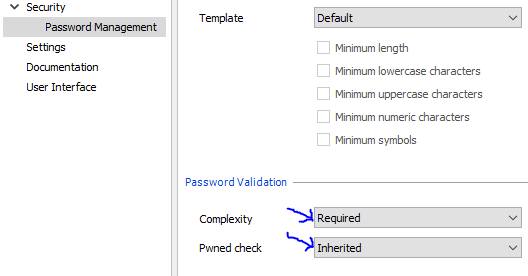 Security
Password Management
Settings
Documentation
User Interface
Template Default
Minimum length
Minimum lowercase characters
Minimum uppercase characters
Minimum numeric characters
Minimum symbols
Password Validation
Complexity Required
Pwned check Inherited